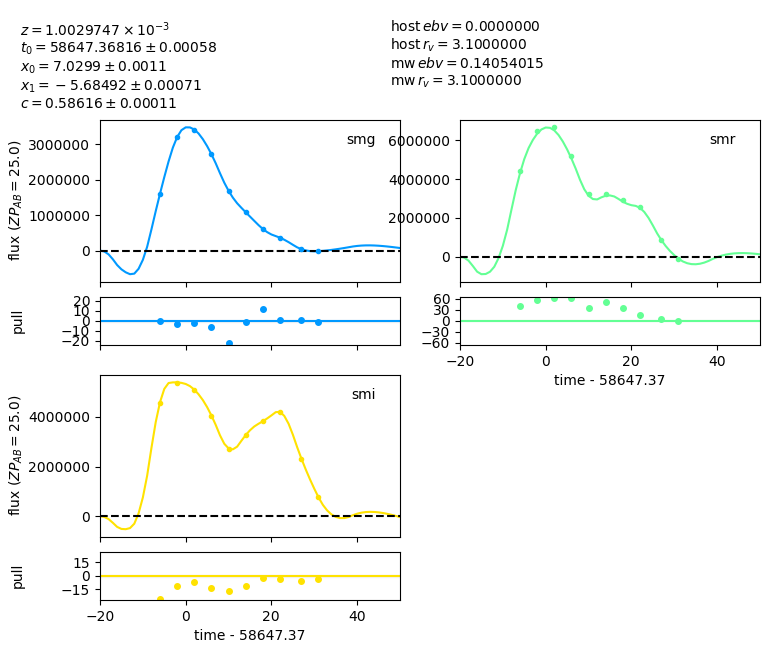 z = 1.0029747 × 10⁻³
t₀ = 58647.36816 ± 0.00058
x₀ = 7.0299 ± 0.0011
x₁ = −5.68492 ± 0.00071
c = 0.58616 ± 0.00011
host ebv = 0.0000000
host r_v = 3.1000000
mw ebv = 0.14054015
mw r_v = 3.1000000
flux (ZP_AB = 25.0)
3000000
2000000
1000000
0
smg
6000000
4000000
2000000
0
smr
pull
20
10
0
−10
−20
60
30
0
−30
−60
−20 0 20 40
time - 58647.37
flux (ZP_AB = 25.0)
4000000
2000000
0
smi
pull
15
0
−15
−20 0 20 40
time - 58647.37